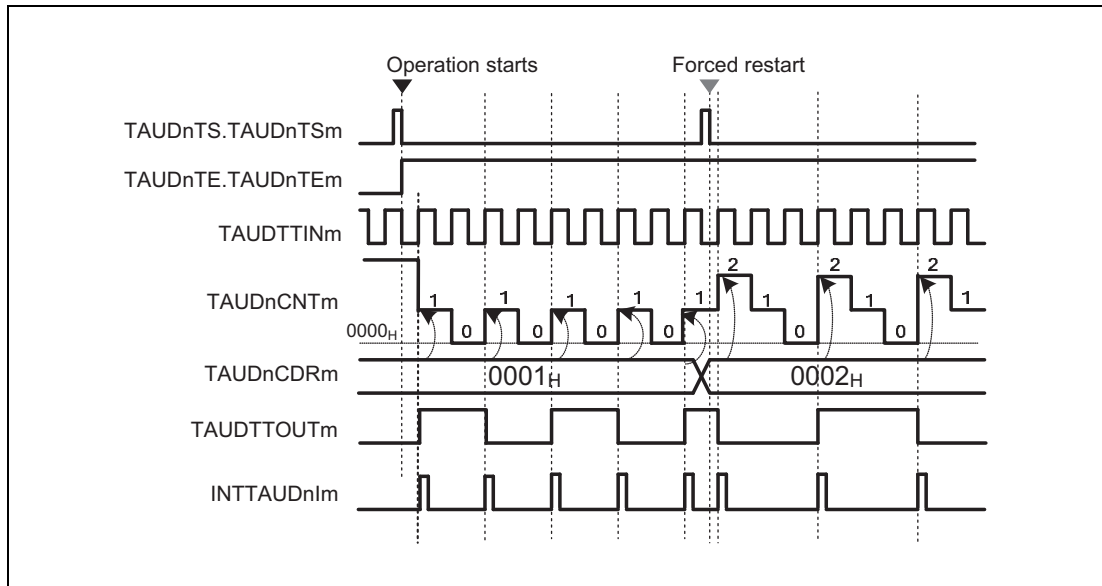 Operation starts Forced restart
TAUDnTS.TAUDnTSm
TAUDnTE.TAUDnTEm
TAUDTTINm
2 2 2
TAUDnCNTm 1 1 1 1 1 1 1 1
0000H 0 0 0 0 0 0
TAUDnCDRm 0001H 0002H
TAUDTTOUTm
INTTAUDnIm